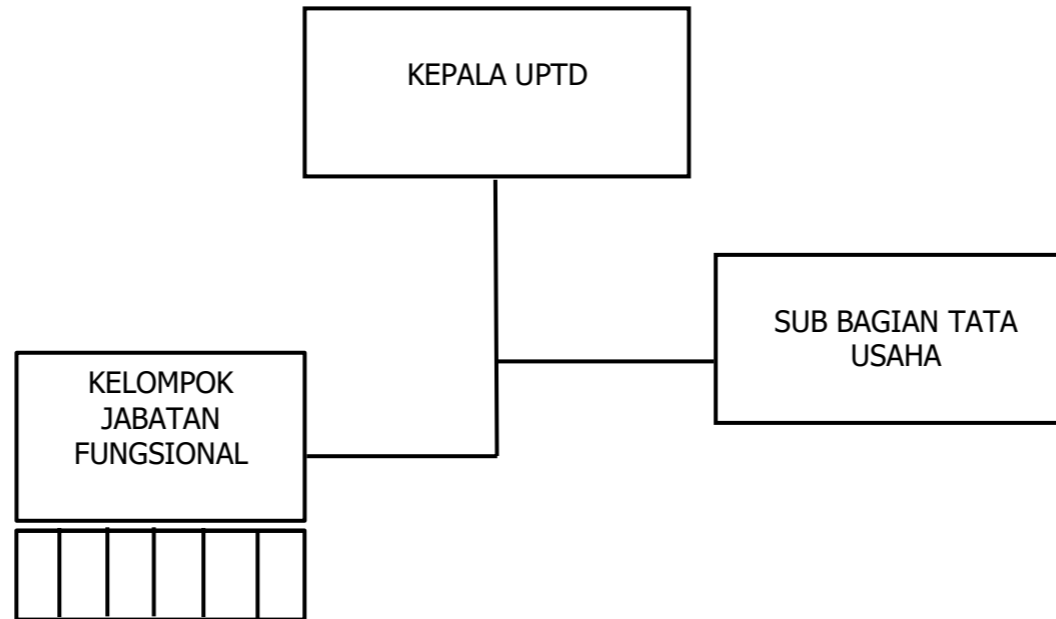 KEPALA UPTD
SUB BAGIAN TATA
USAHA
KELOMPOK
JABATAN
FUNGSIONAL